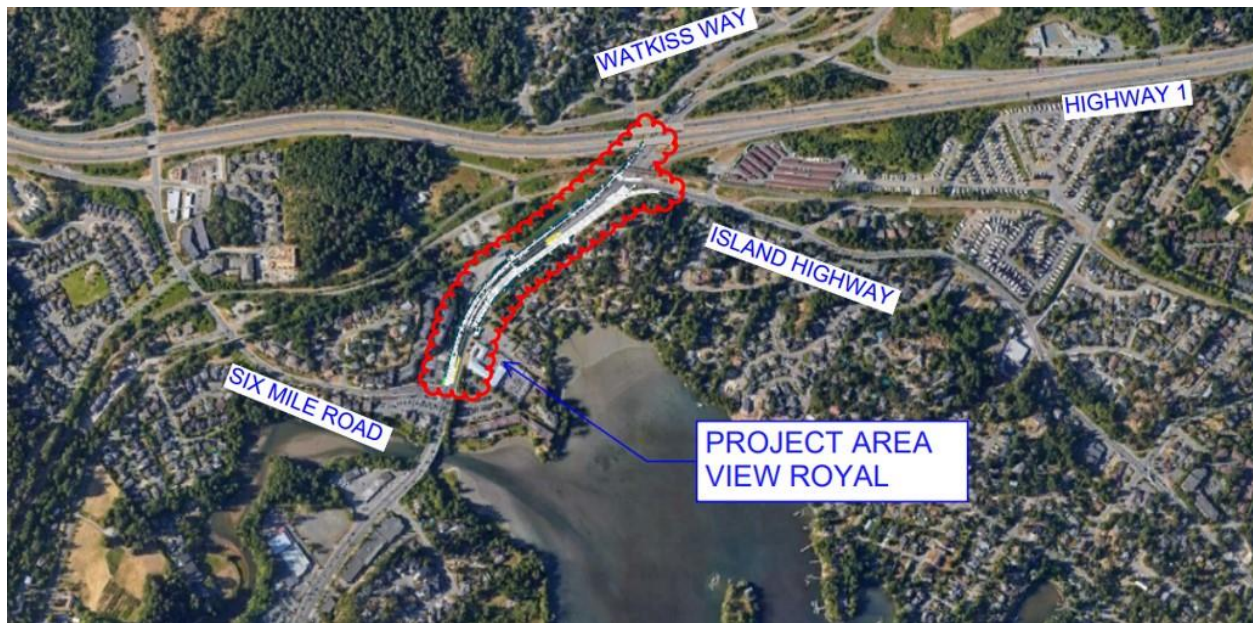 WATKISS WAY
HIGHWAY 1
ISLAND HIGHWAY
SIX MILE ROAD
PROJECT AREA
VIEW ROYAL